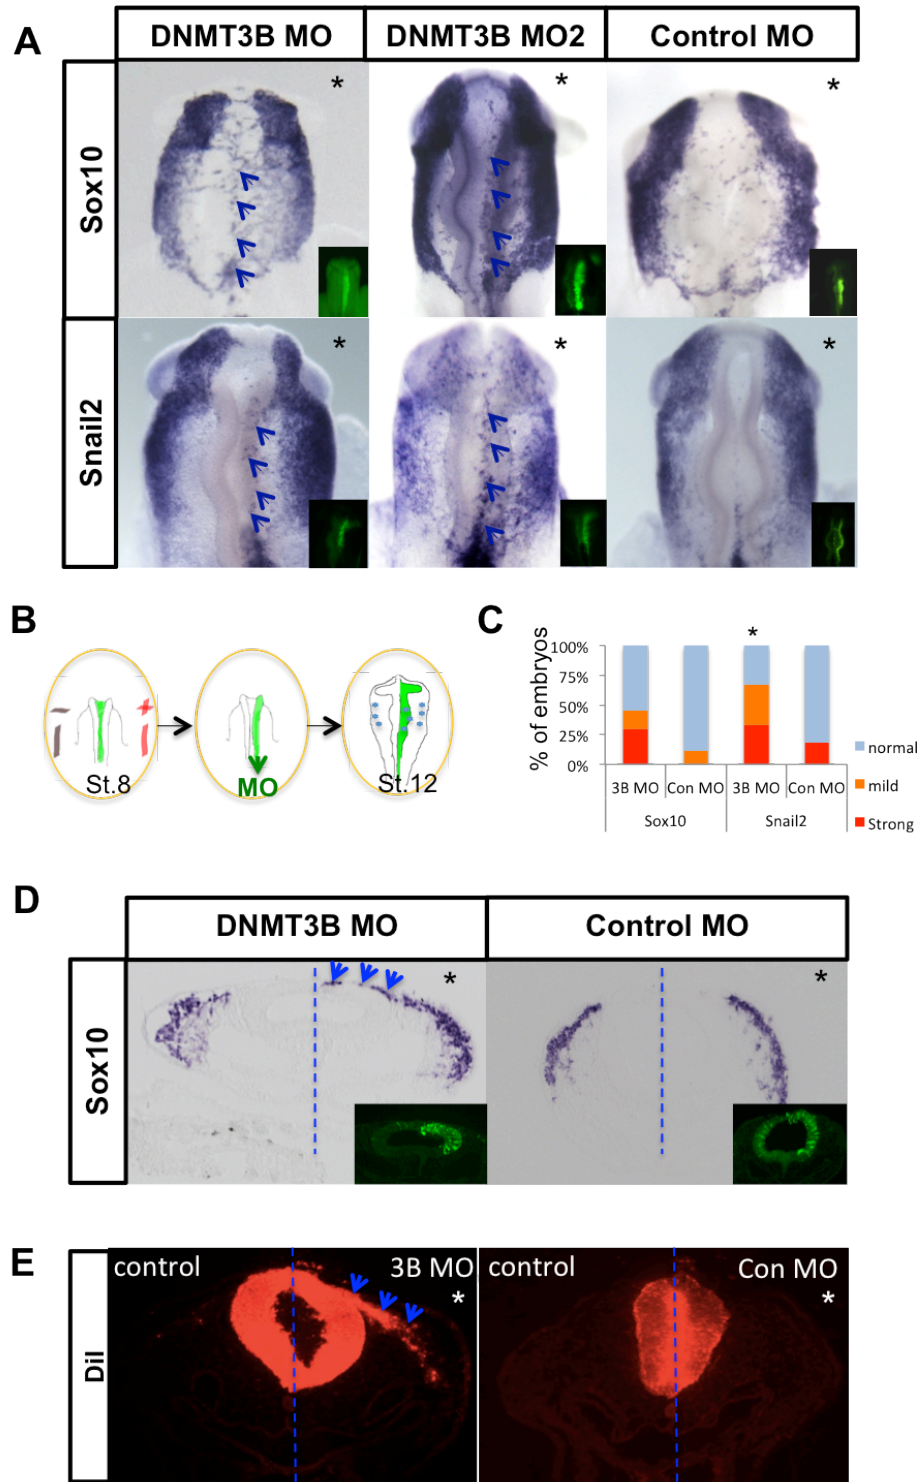 A
DNMT3B MO
DNMT3B MO2
Control MO
Sox10
*
*
*
Snail2
*
*
*
B
St.8
MO
St.12
C
% of embryos
*
100%
75%
50%
25%
0%
3B MO
Con MO
3B MO
Con MO
Sox10
Snail2
normal
mild
Strong
D
DNMT3B MO
Control MO
Sox10
*
*
E
DiI
control
3B MO
*
control
Con MO
*